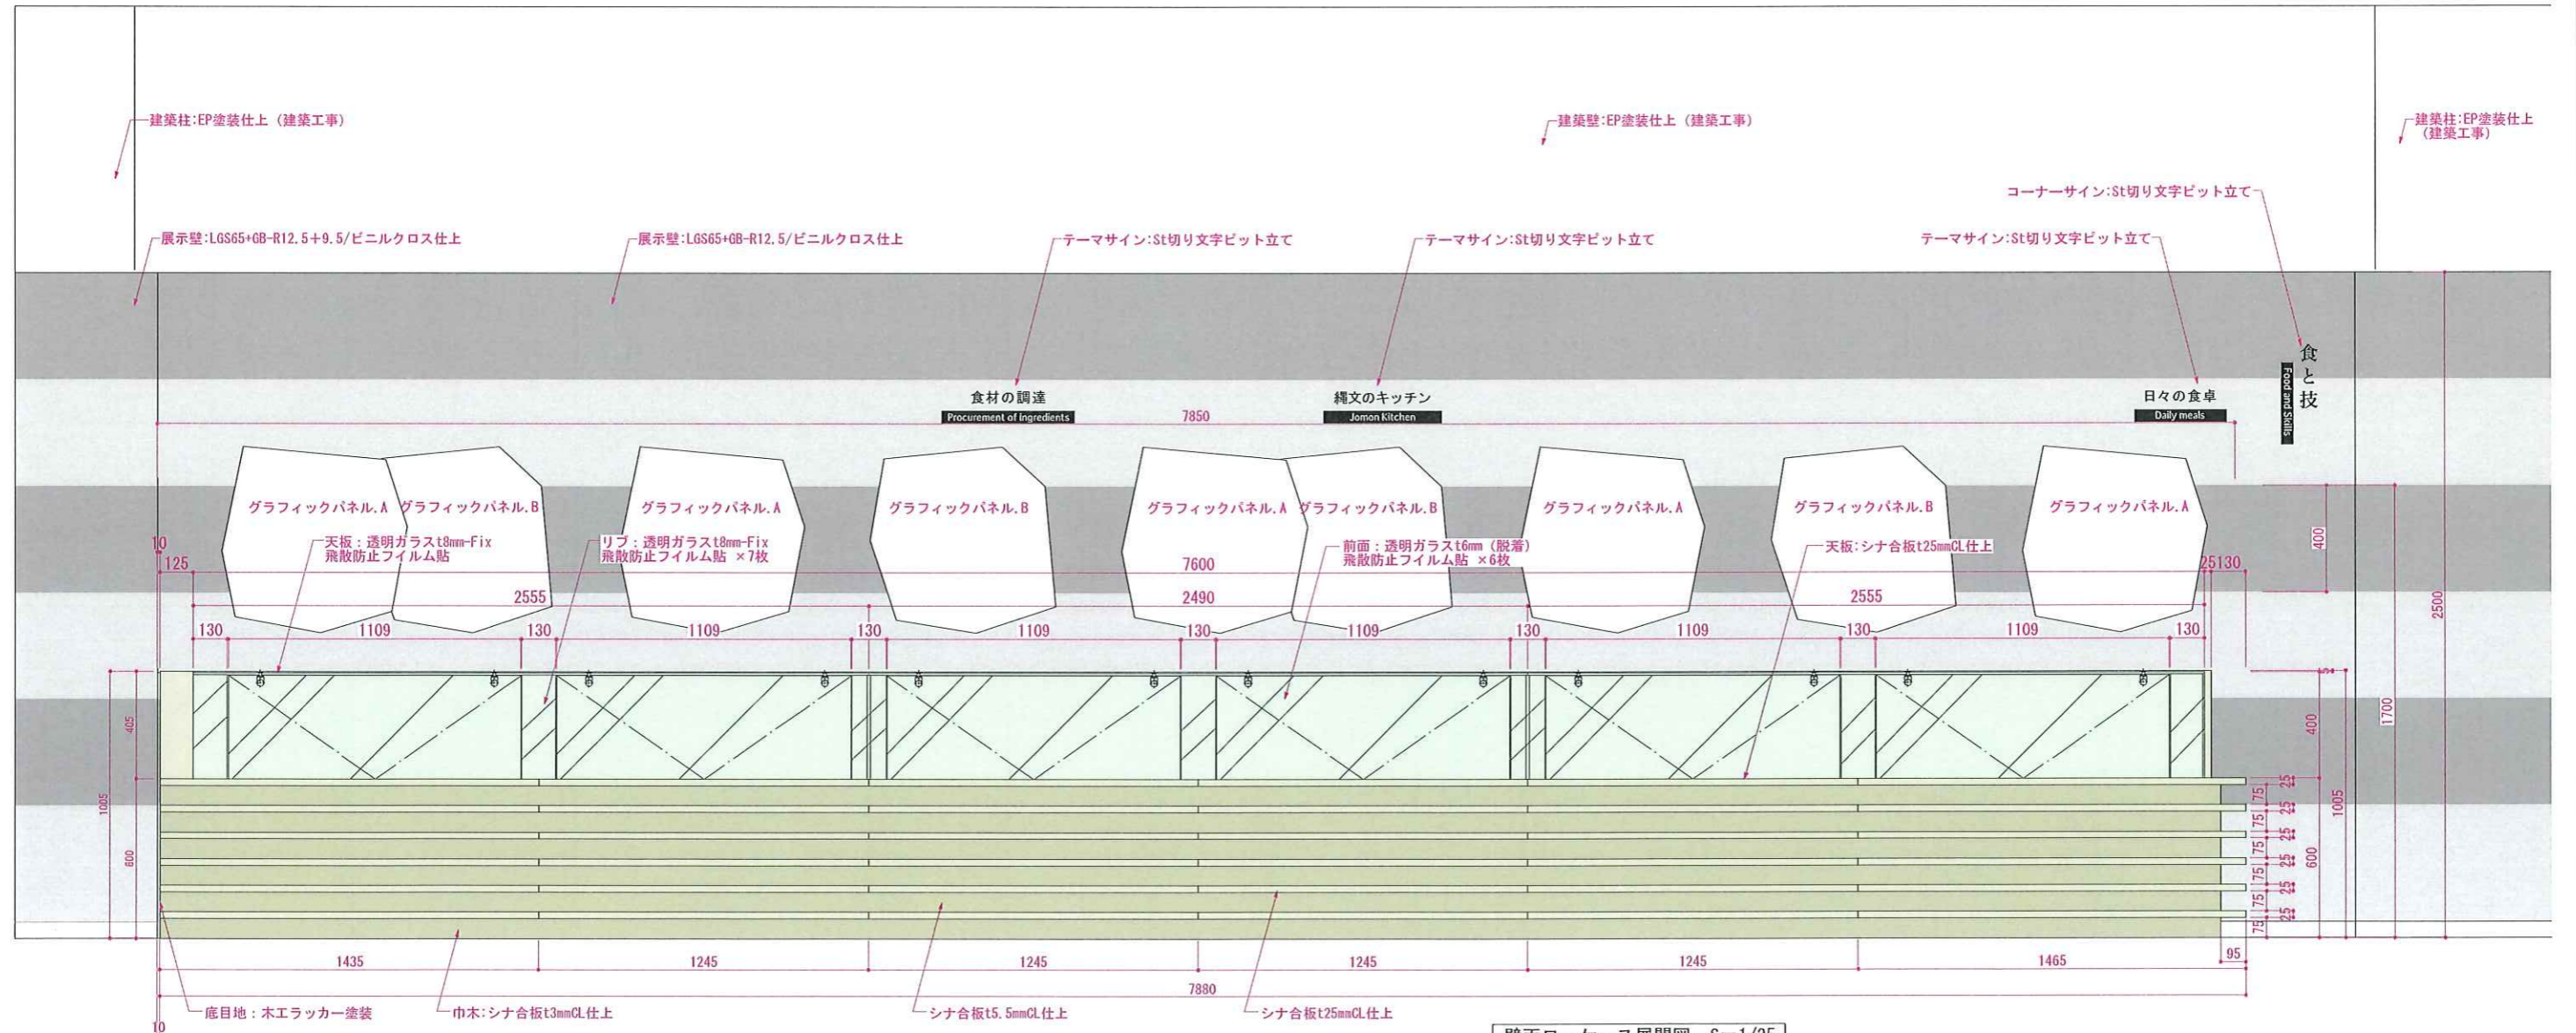 建築柱:EP塗装仕上（建築工事）
建築壁:EP塗装仕上（建築工事）
建築柱:EP塗装仕上
（建築工事）
コーナーサイン:St切り文字ピット立て
展示壁:LGS65+GB-R12.5＋9.5/ビニルクロス仕上
展示壁:LGS65+GB-R12.5/ビニルクロス仕上
テーマサイン:St切り文字ピット立て
テーマサイン:St切り文字ピット立て
テーマサイン:St切り文字ピット立て
食と技
Food and Skills
食材の調達
Procurement of Ingredients
縄文のキッチン
Jomon Kitchen
日々の食卓
Daily meals
7850
グラフィックパネル.A
グラフィックパネル.B
グラフィックパネル.A
グラフィックパネル.B
グラフィックパネル.A
グラフィックパネル.B
グラフィックパネル.A
グラフィックパネル.B
グラフィックパネル.A
天板：透明ガラスt8mm-Fix
飛散防止フイルム貼
リブ：透明ガラスt8mm-Fix
飛散防止フイルム貼 ×7枚
前面：透明ガラスt6mm（脱着）
飛散防止フイルム貼 ×6枚
天板:シナ合板t25mmCL仕上
10
125
7600
25
130
2555
2490
2555
130
1109
130
1109
130
1109
130
1109
130
1109
130
1109
130
400
2500
1700
1005
405
600
5
400
1005
600
25
75
25
75
25
75
25
75
25
75
25
75
1435
1245
1245
1245
1245
1465
95
7880
10
底目地：木工ラッカー塗装
巾木:シナ合板t3mmCL仕上
シナ合板t5.5mmCL仕上
シナ合板t25mmCL仕上